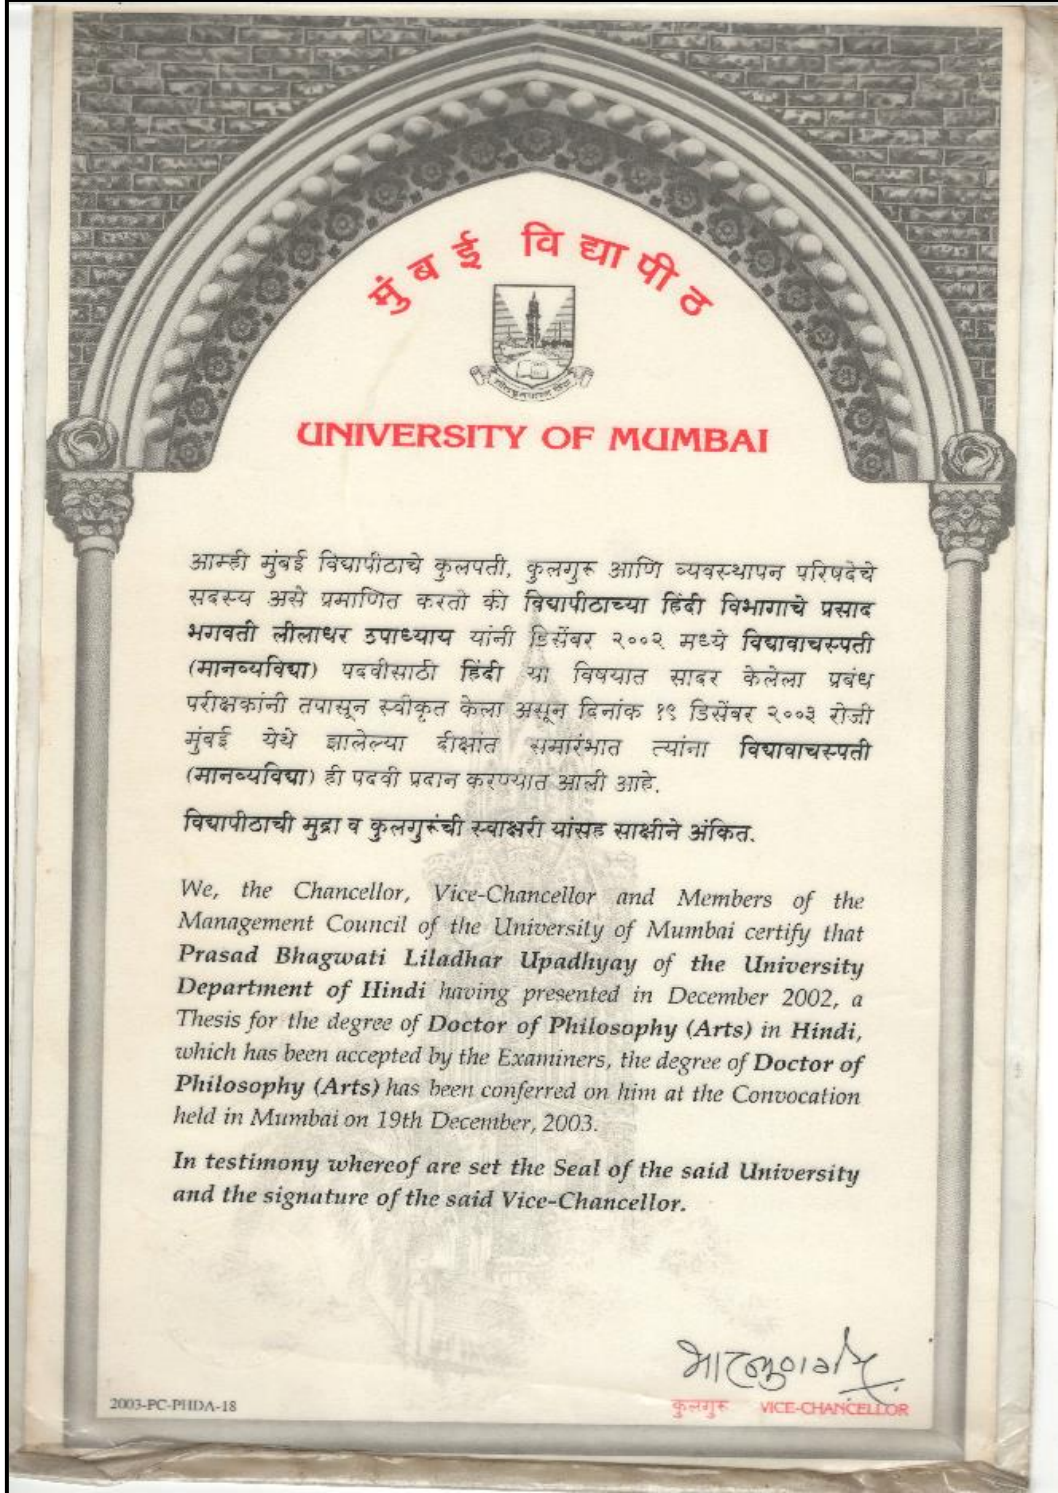 मुंबई विद्यापीठ
UNIVERSITY OF MUMBAI
आम्ही मुंबई विद्यापीठाचे कुलपती, कुलगुरू आणि व्यवस्थापन परिषदेचे
सदस्य असे प्रमाणित करतो की विद्यापीठाच्या हिंदी विभागाचे प्रसाद
भगवती लीलाधर उपाध्याय यांनी डिसेंबर २००२ मध्ये विद्यावाचस्पती
(मानव्यविद्या) पदवीसाठी हिंदी या विषयात सादर केलेला प्रबंध
परीक्षकांनी तपासून स्वीकृत केला असून दिनांक १९ डिसेंबर २००३ रोजी
मुंबई येथे झालेल्या दीक्षांत समारंभात त्यांना विद्यावाचस्पती
(मानव्यविद्या) ही पदवी प्रदान करण्यात आली आहे.
विद्यापीठाची मुद्रा व कुलगुरूंची स्वाक्षरी यांसह साक्षीने अंकित.
We, the Chancellor, Vice-Chancellor and Members of the
Management Council of the University of Mumbai certify that
Prasad Bhagwati Liladhar Upadhyay of the University
Department of Hindi having presented in December 2002, a
Thesis for the degree of Doctor of Philosophy (Arts) in Hindi,
which has been accepted by the Examiners, the degree of Doctor of
Philosophy (Arts) has been conferred on him at the Convocation
held in Mumbai on 19th December, 2003.
In testimony whereof are set the Seal of the said University
and the signature of the said Vice-Chancellor.
2003-PC-PHDA-18
कुलगुरू VICE-CHANCELLOR